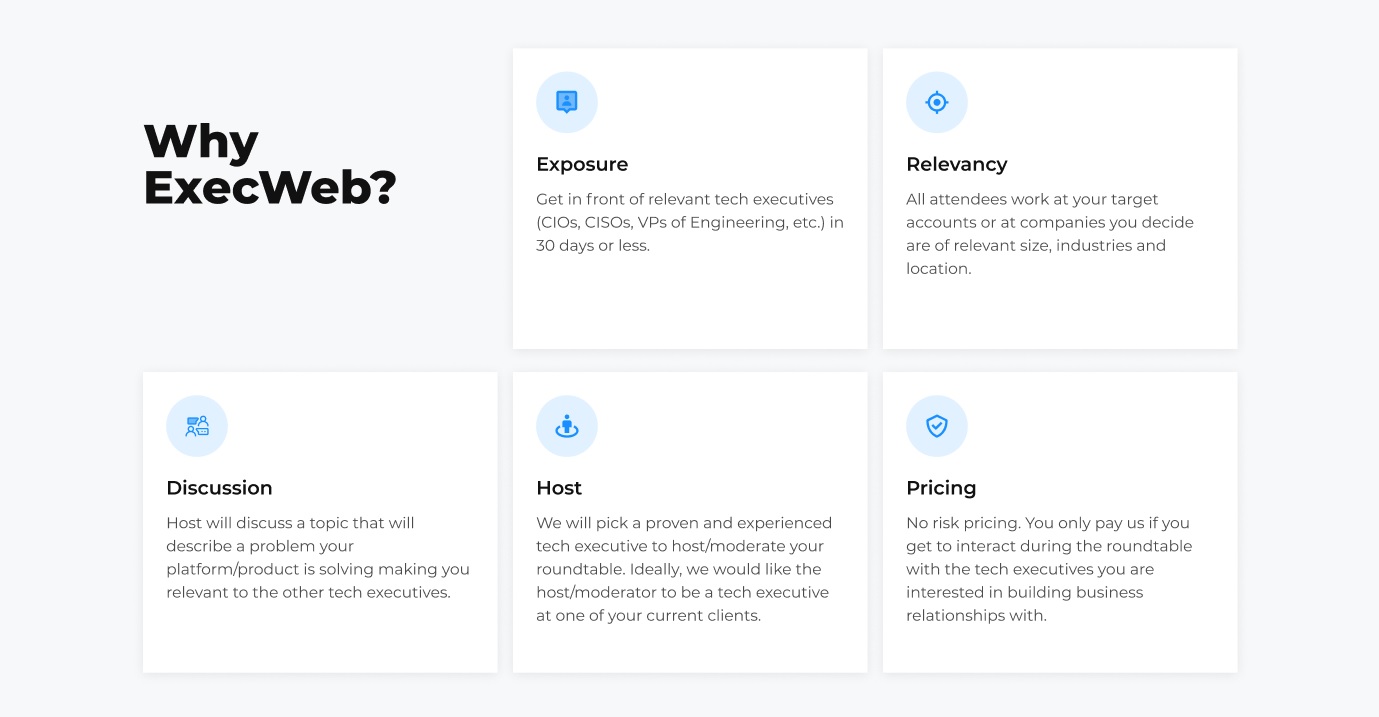 Why
ExecWeb?
Exposure
Get in front of relevant tech executives
(CIOs, CISOs, VPs of Engineering, etc.) in
30 days or less.
Relevancy
All attendees work at your target
accounts or at companies you decide
are of relevant size, industries and
location.
Discussion
Host will discuss a topic that will
describe a problem your
platform/product is solving making you
relevant to the other tech executives.
Host
We will pick a proven and experienced
tech executive to host/moderate your
roundtable. Ideally, we would like the
host/moderator to be a tech executive
at one of your current clients.
Pricing
No risk pricing. You only pay us if you
get to interact during the roundtable
with the tech executives you are
interested in building business
relationships with.